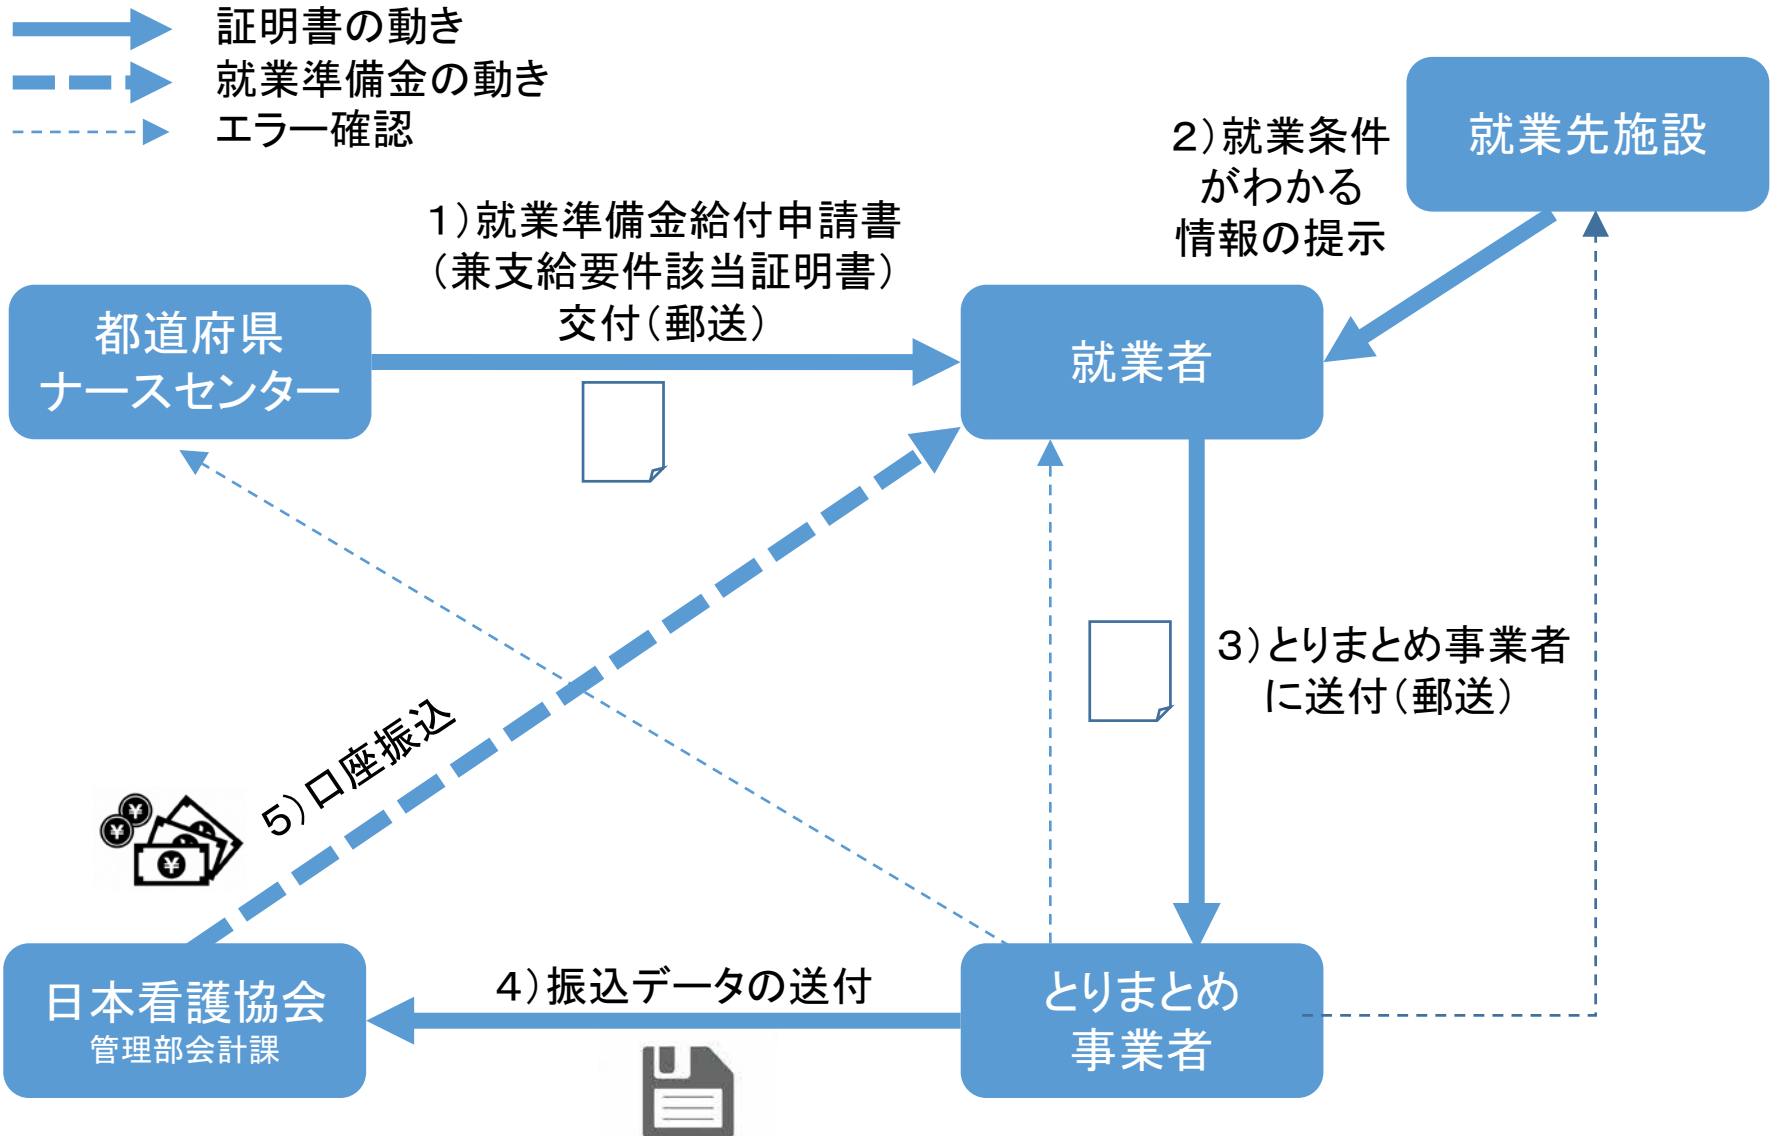 証明書の動き
就業準備金の動き
エラー確認
就業先施設
2)就業条件
がわかる
情報の提示
1)就業準備金給付申請書
(兼支給要件該当証明書)
交付(郵送)
都道府県
ナースセンター
就業者
3)とりまとめ事業者
に送付(郵送)
5)口座振込
4)振込データの送付
日本看護協会
管理部会計課
とりまとめ
事業者